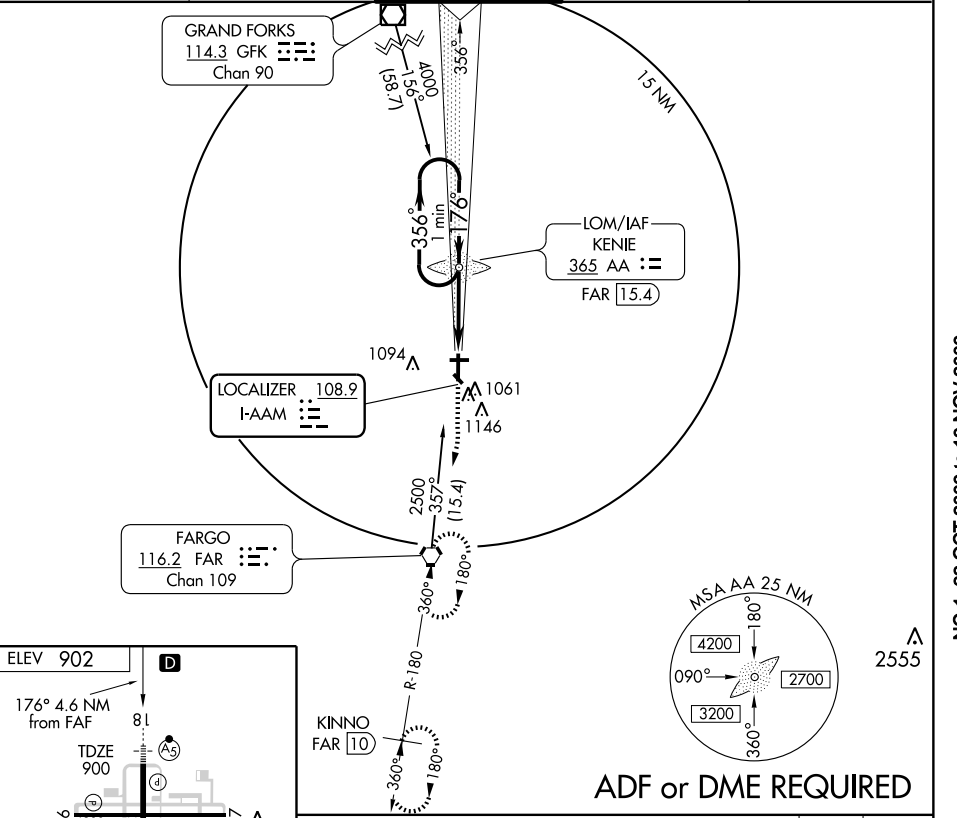 GRAND FORKS
114.3 GFK
Chan 90
4000
156°
(58.7)
356°
15 NM
356°
1 min
176°
LOM/IAF
KENIE
365 AA
FAR 15.4
1094
LOCALIZER 108.9
I-AAM
1061
1146
2500
357°
(15.4)
FARGO
116.2 FAR
Chan 109
360°
180°
R-180
KINNO
FAR 10
360°
180°
MSA AA 25 NM
180°
4200
090°
2700
3200
360°
2555
ELEV 902
D
176° 4.6 NM
from FAF
18
TDZE
900
A5
P
P
ADF or DME REQUIRED